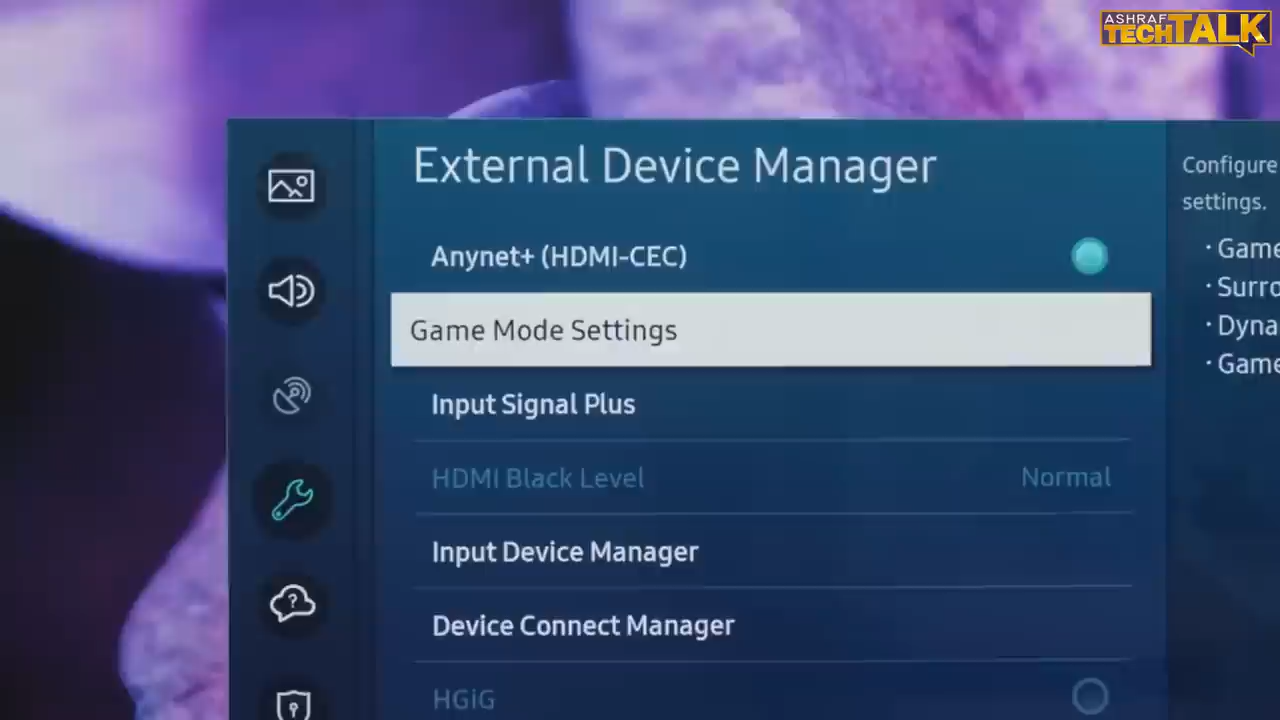 ASHRAF
TECHTALK
External Device Manager
Configure
settings.
Anynet+ (HDMI-CEC)
· Game
Game Mode Settings
· Surro
· Dyna
· Game
Input Signal Plus
HDMI Black Level Normal
Input Device Manager
Device Connect Manager
HGiG